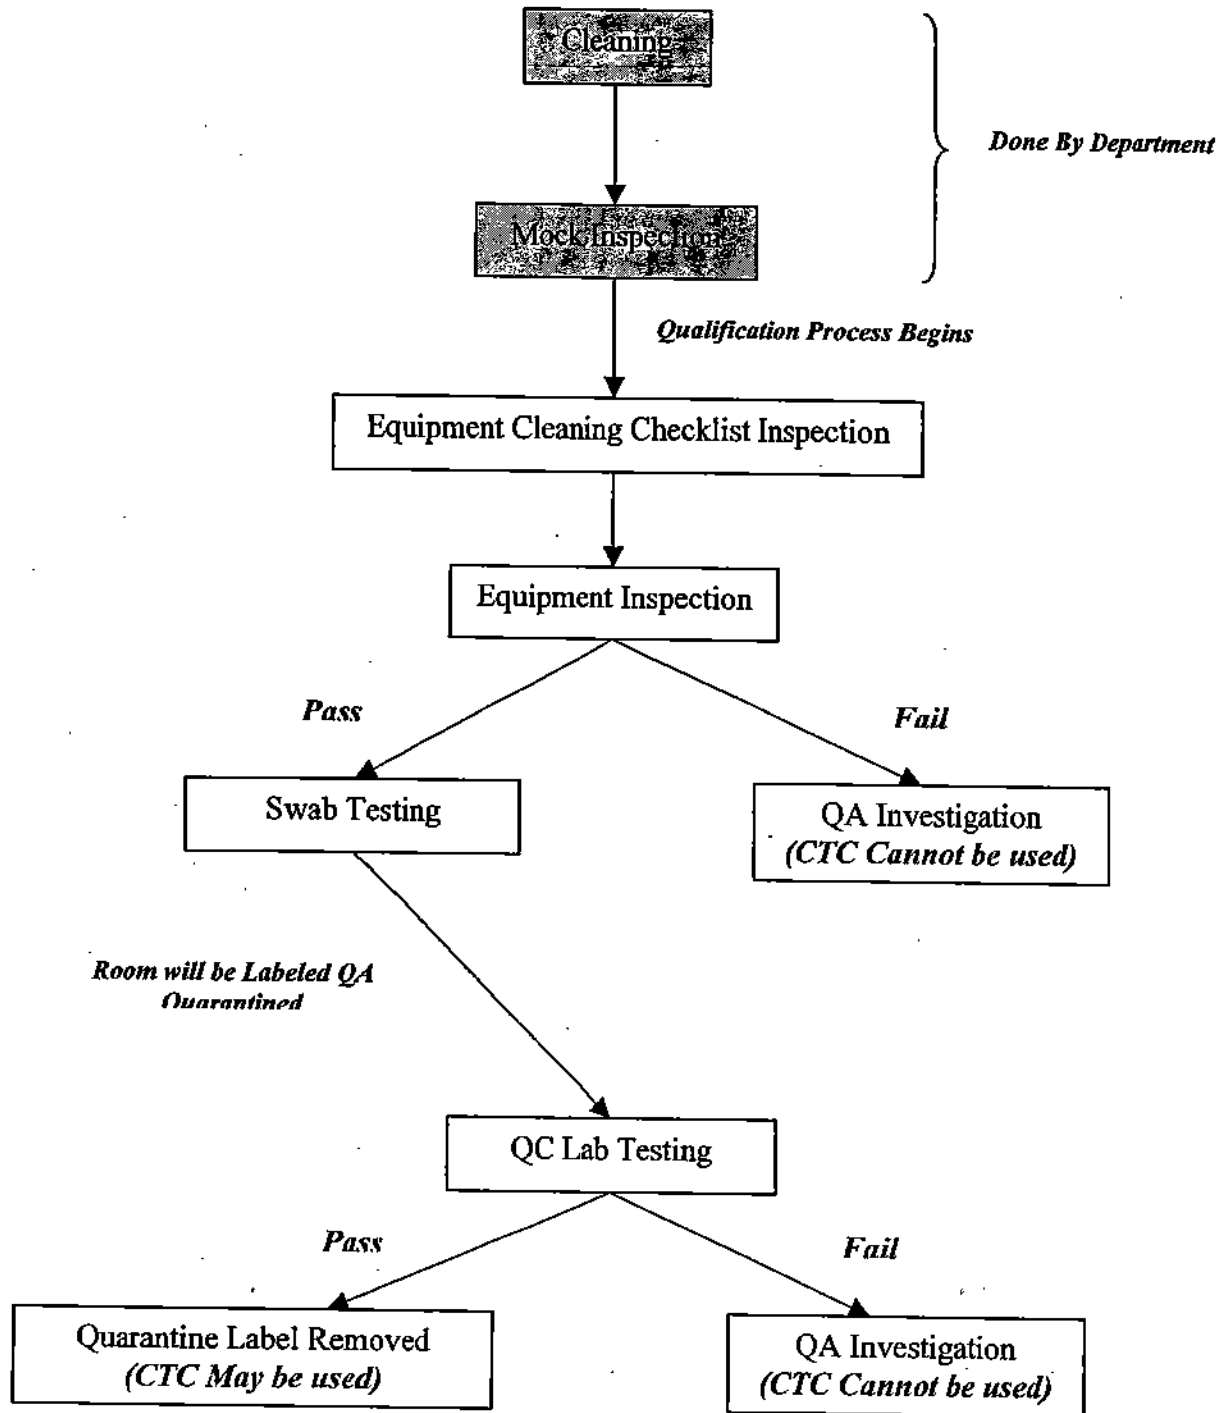 Cleaning
Done By Department
Mock Inspection
Qualification Process Begins
Equipment Cleaning Checklist Inspection
Equipment Inspection
Pass
Fail
Swab Testing
QA Investigation
(CTC Cannot be used)
Room will be Labeled QA
Quarantined
QC Lab Testing
Pass
Fail
Quarantine Label Removed
(CTC May be used)
QA Investigation
(CTC Cannot be used)